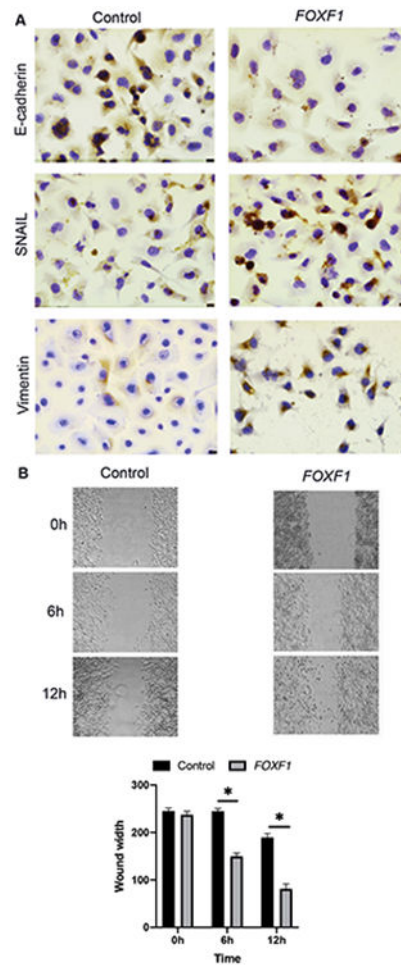 A
Control
FOXF1
E-cadherin
SNAIL
Vimentin
B
Control
FOXF1
0h
6h
12h
Control
FOXF1
300
200
100
0
Wound width
*
*
0h
6h
12h
Time